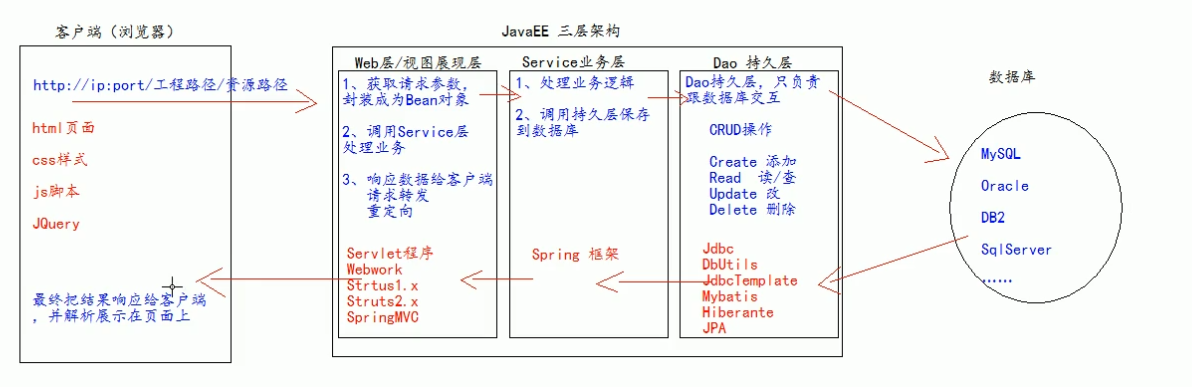 客户端（浏览器）
http://ip:port/工程路径/资源路径
html页面
css样式
js脚本
JQuery
最终把结果响应给客户端
，并解析展示在页面上
JavaEE 三层架构
Web层/视图展现层
1、获取请求参数，
封装成为Bean对象
2、调用Service层
处理业务
3、响应数据给客户端
请求转发
重定向
Servlet程序
Webwork
Strtus1.x
Struts2.x
SpringMVC
Service业务层
1、处理业务逻辑
2、调用持久层保存
到数据库
Spring 框架
Dao 持久层
Dao持久层，只负责
跟数据库交互
CRUD操作
Create 添加
Read 读/查
Update 改
Delete 删除
Jdbc
DbUtils
JdbcTemplate
Mybatis
Hiberante
JPA
数据库
MySQL
Oracle
DB2
SqlServer
......